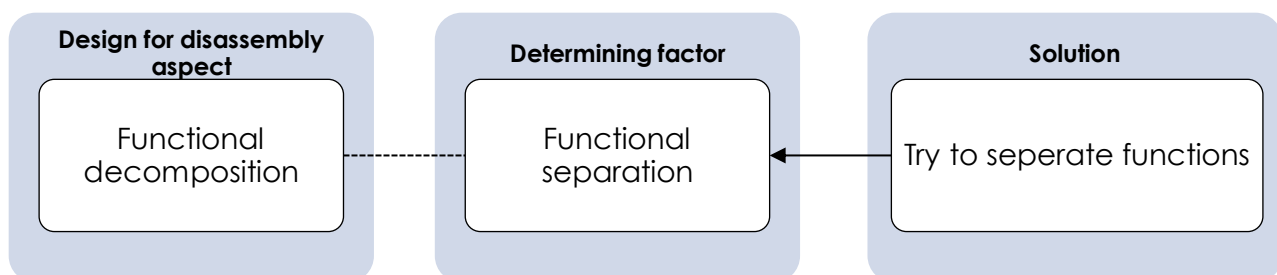 Design for disassembly
aspect
Functional
decomposition
Determining factor
Functional
separation
Solution
Try to seperate functions